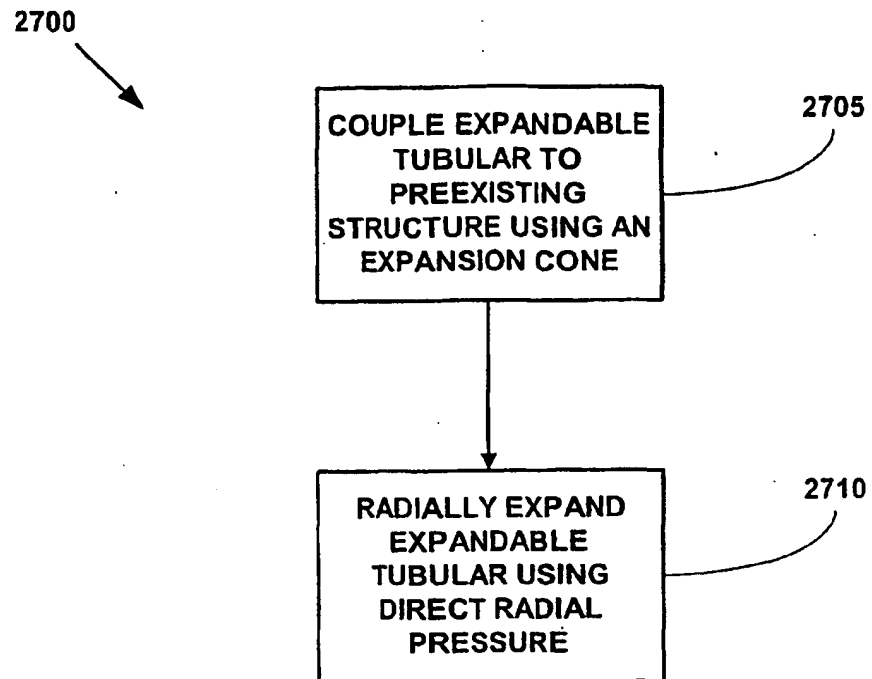 2700
2705
COUPLE EXPANDABLE
TUBULAR TO
PREEXISTING
STRUCTURE USING AN
EXPANSION CONE
2710
RADIALLY EXPAND
EXPANDABLE
TUBULAR USING
DIRECT RADIAL
PRESSURE